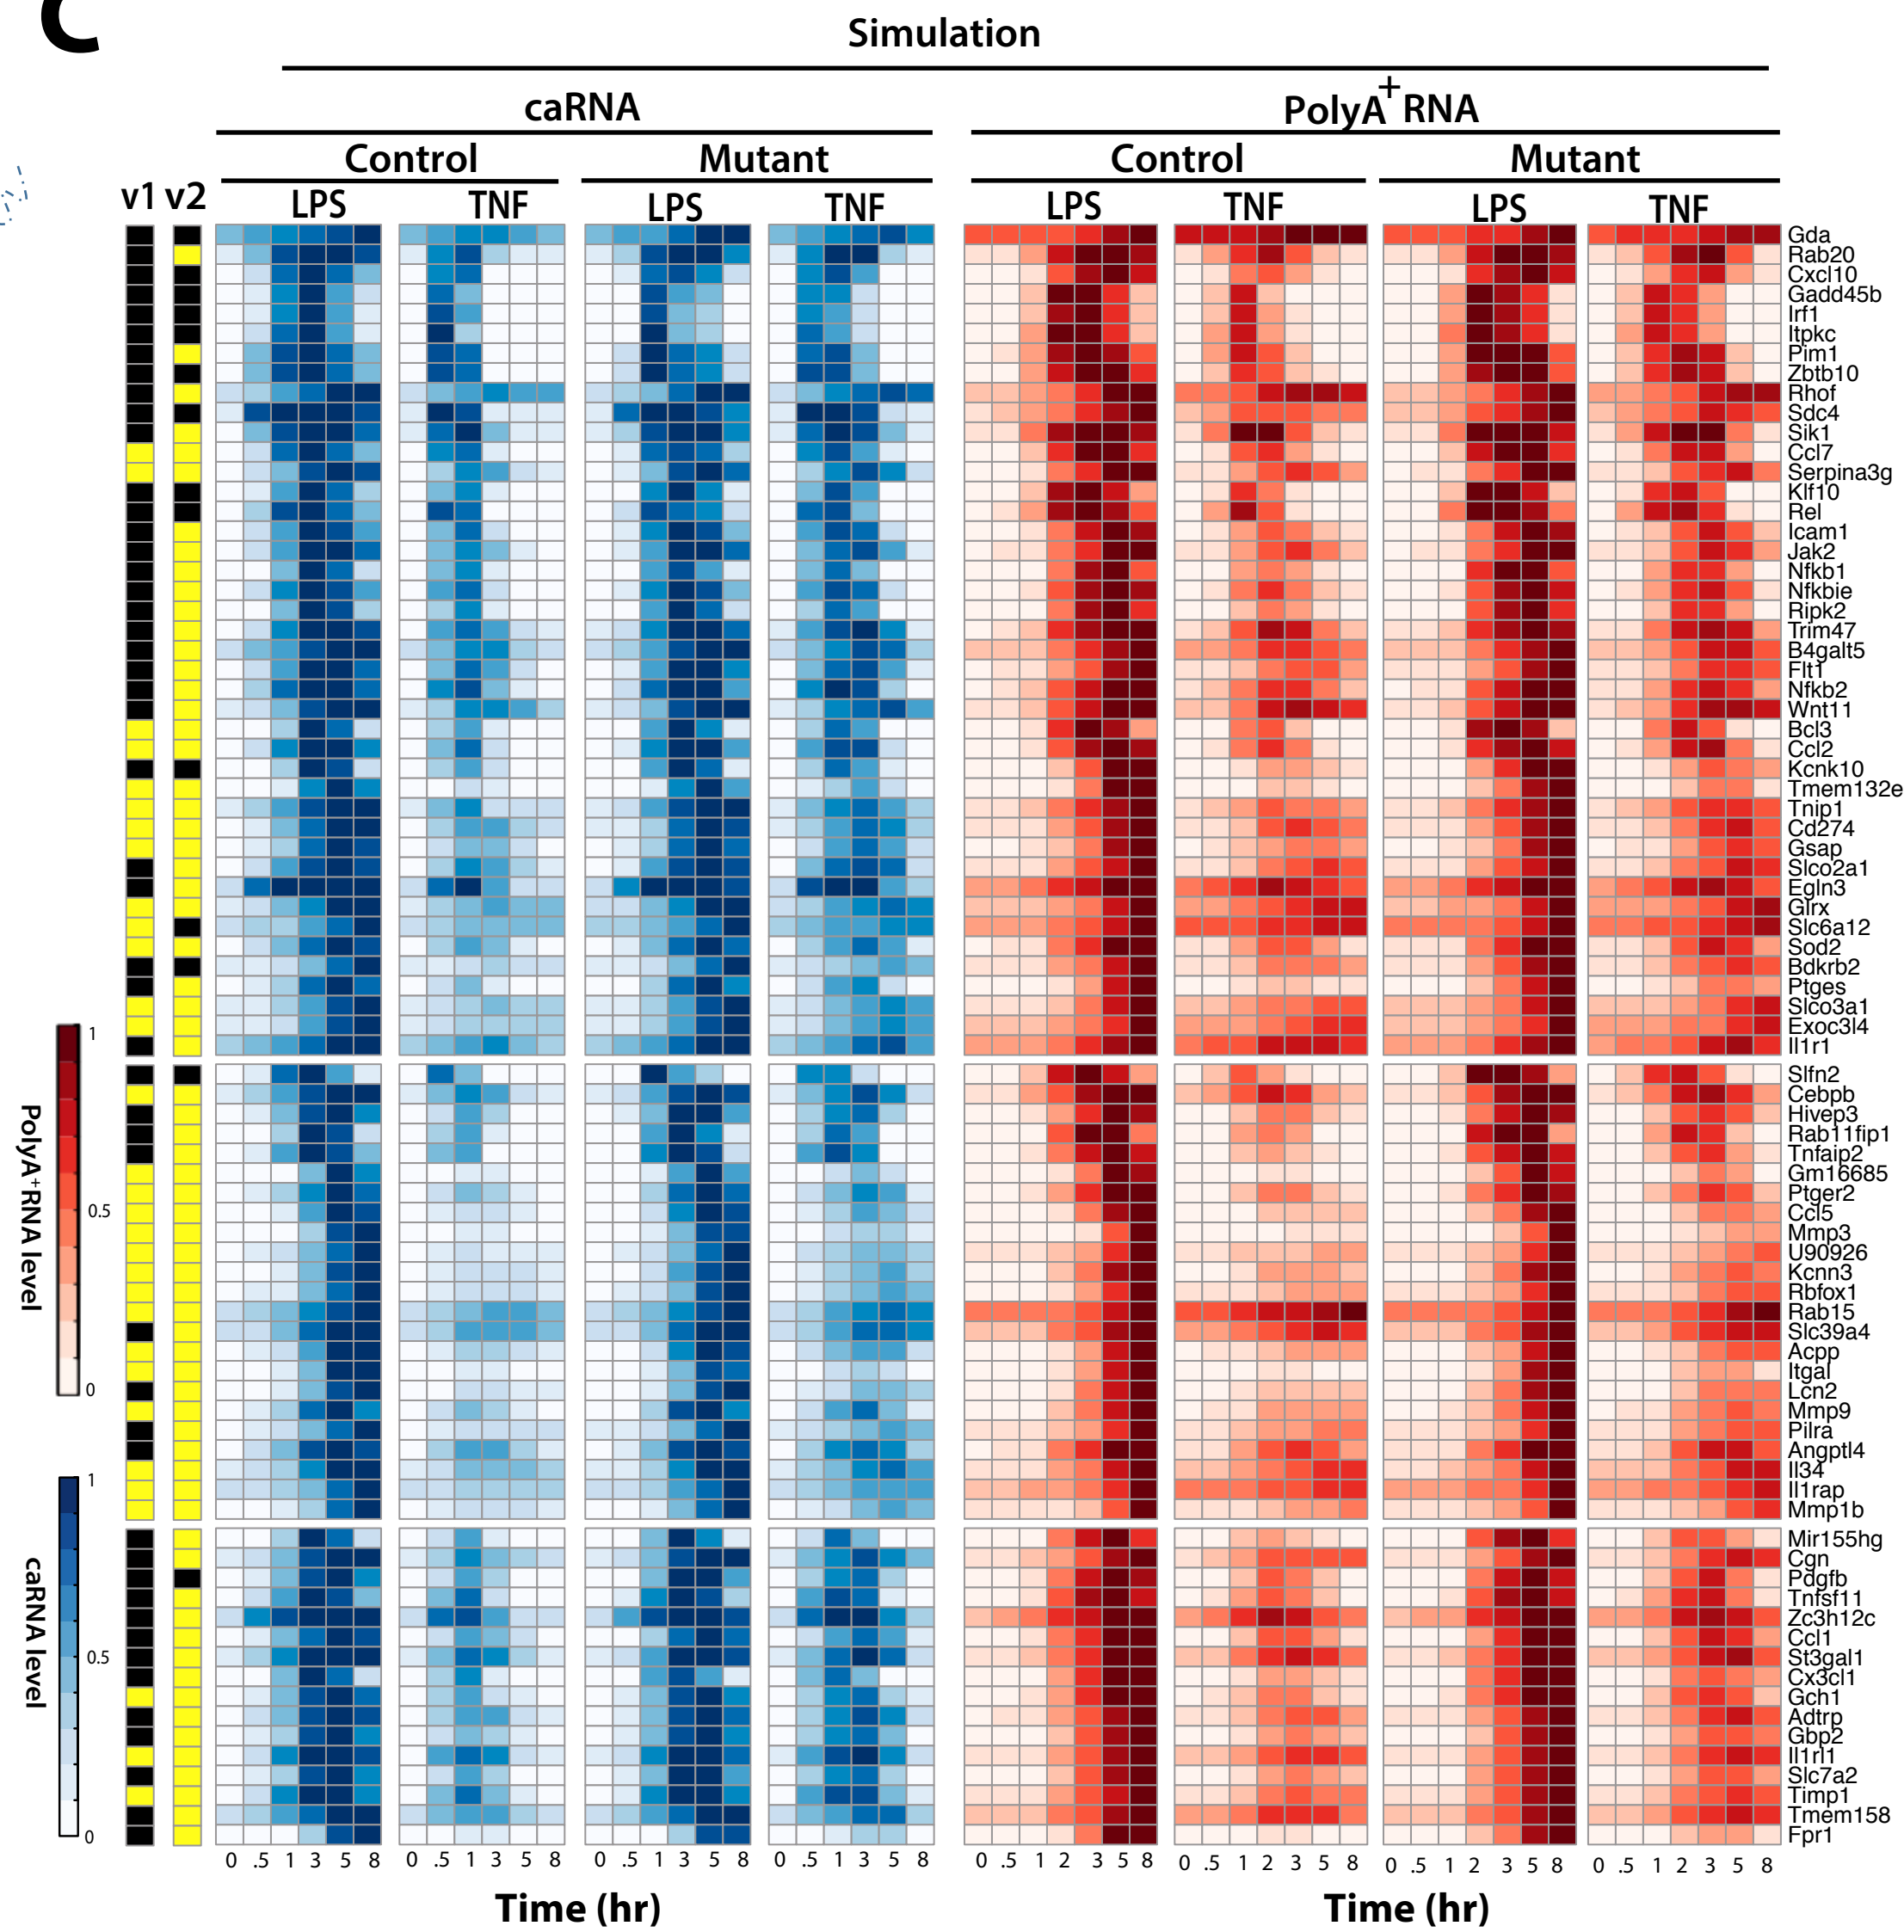 C
Simulation
caRNA
PolyA+RNA
Control
Mutant
Control
Mutant
v1 v2
LPS
TNF
LPS
TNF
LPS
TNF
LPS
TNF
Gda
Rab20
Cxcl10
Gadd45b
Irf1
Itpkc
Pim1
Zbtb10
Rhof
Sdc4
Sik1
Ccl7
Serpina3g
Klf10
Rel
Icam1
Jak2
Nfkb1
Nfkbie
Ripk2
Trim47
B4galt5
Flt1
Nfkb2
Wnt11
Bcl3
Ccl2
Kcnk10
Tmem132e
Tnip1
Cd274
Gsap
Slco2a1
Egln3
Glrx
Slc6a12
Sod2
Bdkrb2
Ptges
Slco3a1
Exoc3l4
Il1r1
Slfn2
Cebpb
Hivep3
Rab11fip1
Tnfaip2
Gm16685
Ptger2
Ccl5
Mmp3
U90926
Kcnn3
Rbfox1
Rab15
Slc39a4
Acpp
Itgal
Lcn2
Mmp9
Pilra
Angptl4
Il34
Il1rap
Mmp1b
Mir155hg
Cgn
Pdgfb
Tnfsf11
Zc3h12c
Ccl1
St3gal1
Cx3cl1
Gch1
Adtrp
Gbp2
Il1rl1
Slc7a2
Timp1
Tmem158
Fpr1
PolyA+RNA level
1
0.5
0
caRNA level
1
0.5
0
0 .5 1 3 5 8
0 .5 1 3 5 8
0 .5 1 3 5 8
0 .5 1 3 5 8
0 .5 1 2 3 5 8
0 .5 1 2 3 5 8
0 .5 1 2 3 5 8
0 .5 1 2 3 5 8
Time (hr)
Time (hr)